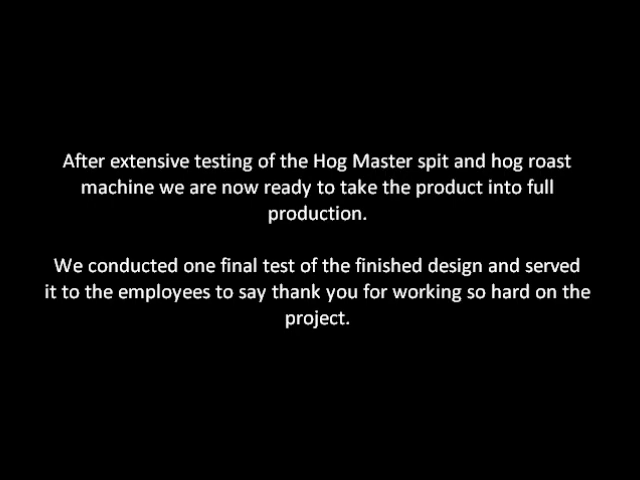 After extensive testing of the Hog Master spit and hog roast
machine we are now ready to take the product into full
production.
We conducted one final test of the finished design and served
it to the employees to say thank you for working so hard on the
project.